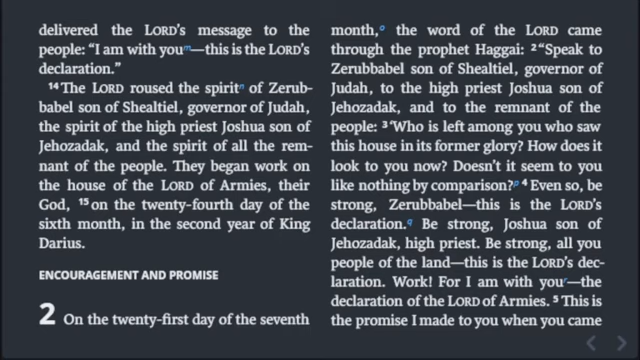 delivered the LORD's message to the
people: “I am with youᵐ—this is the LORD's
declaration.”
¹⁴ The LORD roused the spiritⁿ of Zerub-
babel son of Shealtiel, governor of Judah,
the spirit of the high priest Joshua son of
Jehozadak, and the spirit of all the rem-
nant of the people. They began work on
the house of the LORD of Armies, their
God, ¹⁵ on the twenty-fourth day of the
sixth month, in the second year of King
Darius.
ENCOURAGEMENT AND PROMISE
2 On the twenty-first day of the seventh
month,ᵒ the word of the LORD came
through the prophet Haggai: ² “Speak to
Zerubbabel son of Shealtiel, governor of
Judah, to the high priest Joshua son of
Jehozadak, and to the remnant of the
people: ³ ‘Who is left among you who saw
this house in its former glory? How does it
look to you now? Doesn't it seem to you
like nothing by comparison?ᵖ ⁴ Even so, be
strong, Zerubbabel—this is the LORD's
declaration.q Be strong, Joshua son of
Jehozadak, high priest. Be strong, all you
people of the land—this is the LORD's dec-
laration. Work! For I am with youʳ—the
declaration of the LORD of Armies. ⁵ This is
the promise I made to you when you came